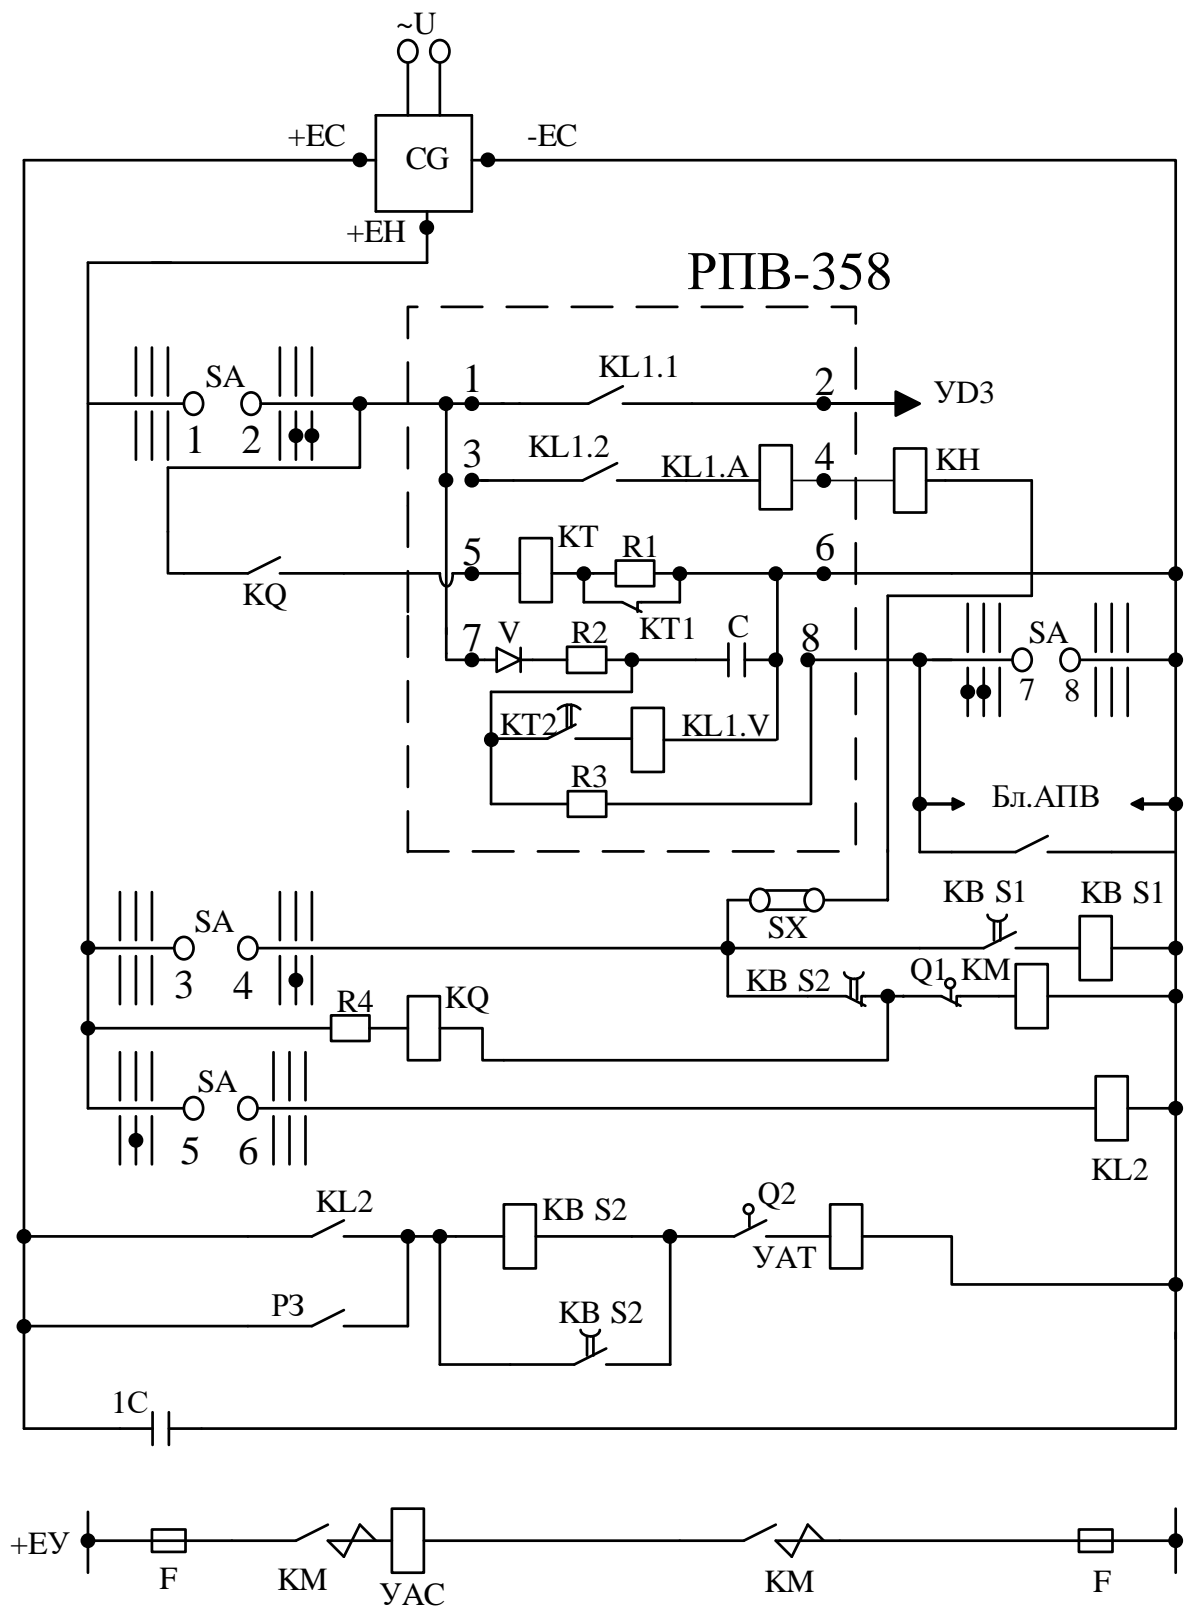 ~U
+EC
-EC
CG
+EH
РПВ-358
SA
KL1.1
1
2
УD3
1
2
3
KL1.2
KL1.A
4
KH
5
KT
R1
6
KQ
KT1
7
V
R2
C
8
SA
7
8
KT2
KL1.V
R3
Бл.АПВ
KB S1
KB S1
SA
SX
3
4
KB S2
Q1
KM
R4
KQ
SA
5
6
KL2
KL2
KB S2
Q2
УАТ
РЗ
KB S2
1C
+ЕУ
F
KM
УАС
KM
F